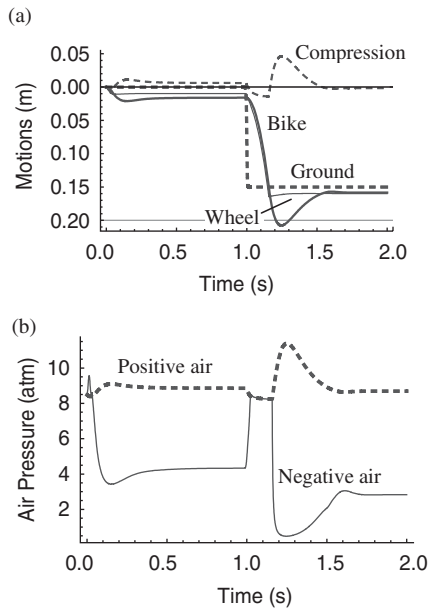 (a)
0.05
0.00
0.05
0.10
0.15
0.20
Motions (m)
Compression
Bike
Ground
Wheel
0.0 0.5 1.0 1.5 2.0
Time (s)
(b)
10
8
6
4
2
Air Pressure (atm)
Positive air
Negative air
0.0 0.5 1.0 1.5 2.0
Time (s)